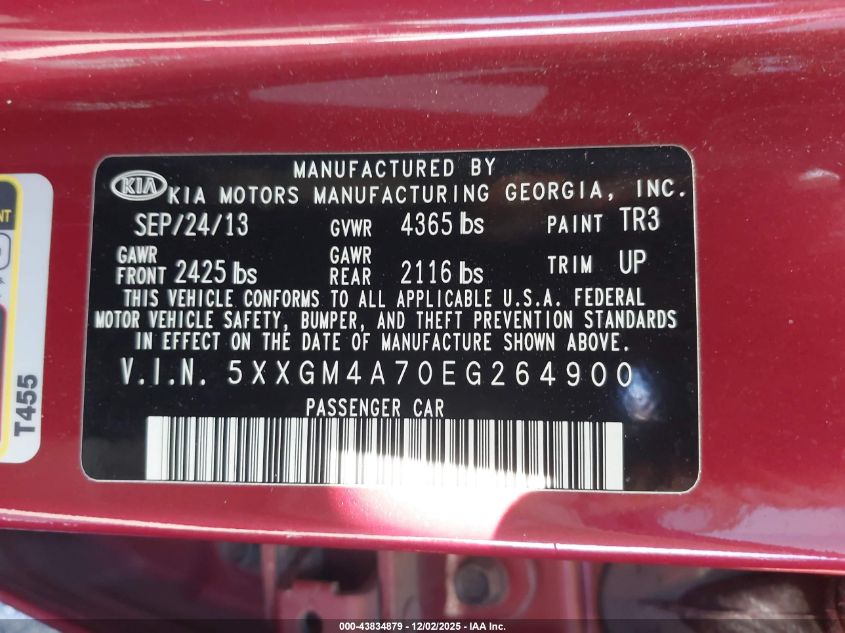 MANUFACTURED BY
KIA KIA MOTORS MANUFACTURING GEORGIA, INC.
SEP/24/13 GVWR 4365 lbs PAINT TR3
GAWR FRONT 2425 lbs GAWR REAR 2116 lbs TRIM UP
THIS VEHICLE CONFORMS TO ALL APPLICABLE U.S.A. FEDERAL
MOTOR VEHICLE SAFETY, BUMPER, AND THEFT PREVENTION STANDARDS
IN EFFECT ON THE DATE OF MANUFACTURE SHOWN ABOVE.
V.I.N. 5XXGM4A70EG264900
PASSENGER CAR
T455
000-43834879 - 12/02/2025 - IAA Inc.